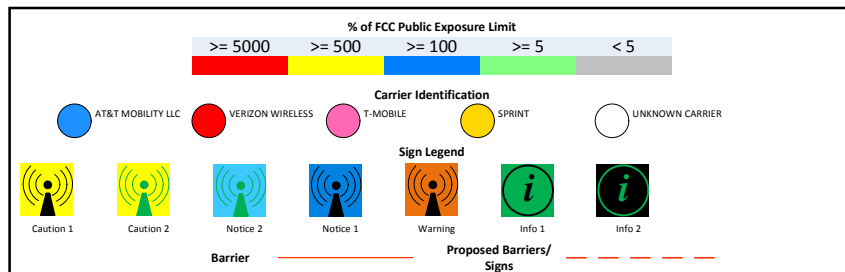 % of FCC Public Exposure Limit
>= 5000 >= 500 >= 100 >= 5 < 5
Carrier Identification
AT&T MOBILITY LLC VERIZON WIRELESS T-MOBILE SPRINT UNKNOWN CARRIER
Sign Legend
i i
Caution 1 Caution 2 Notice 2 Notice 1 Warning Info 1 Info 2
Barrier Proposed Barriers/
Signs